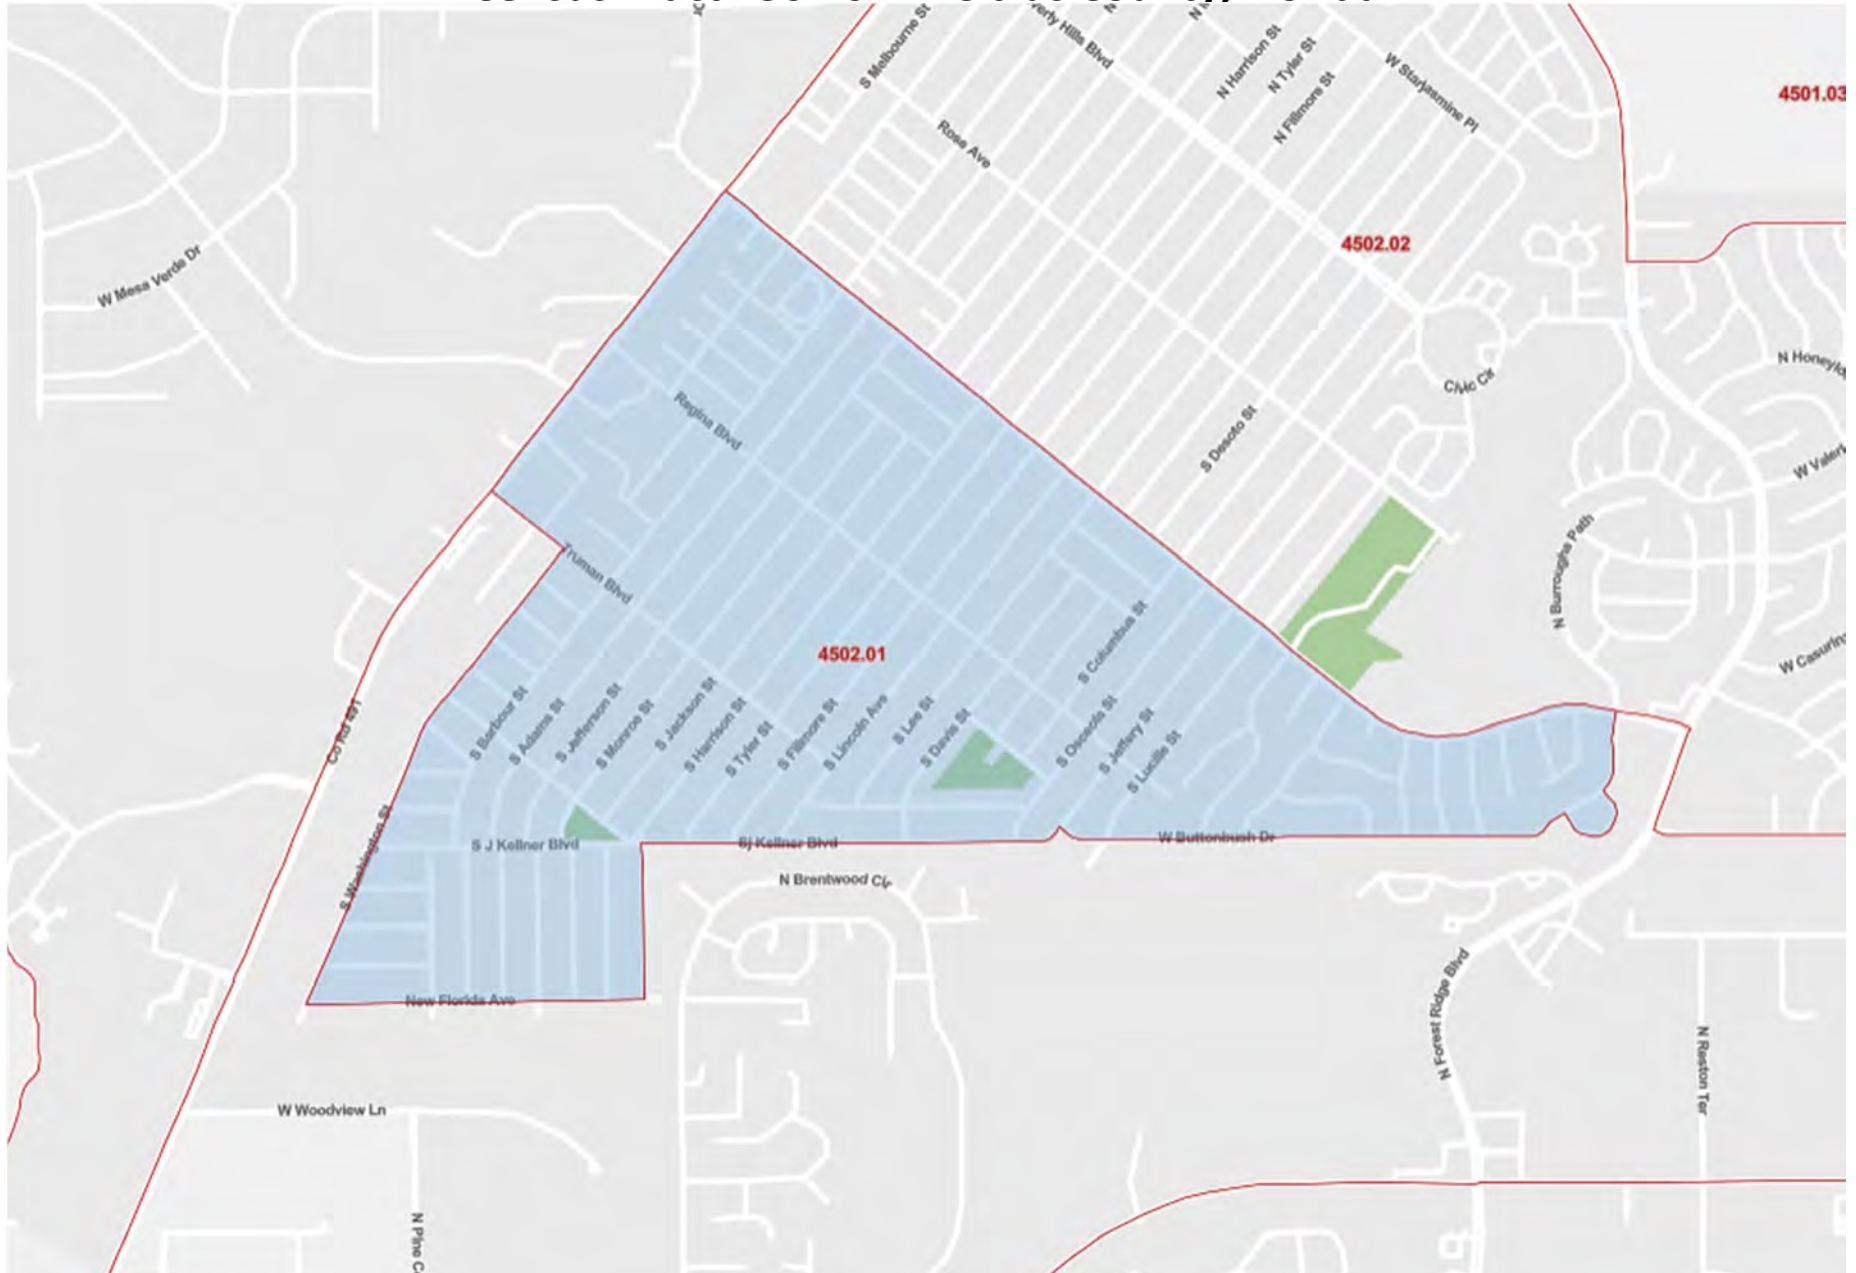 S Melbourne St
N Harrison St
N Tyler St
N Fillmore St
W Starjasmine Pl
4501.03
Rose Ave
4502.02
W Mesa Verde Dr
Civic Cir
S Desoto St
Regina Blvd
N Burroughs Path
Truman Blvd
4502.01
S Columbus St
Co Rd 491
S Barbour St
S Adams St
S Jefferson St
S Monroe St
S Jackson St
S Harrison St
S Tyler St
S Fillmore St
S Lincoln Ave
S Lee St
S Davis St
S Osceola St
S Jeffery St
S Lucille St
S Washington St
S J Kellner Blvd
Sj Kellner Blvd
W Buttonbush Dr
N Brentwood Cir
New Florida Ave
N Forest Ridge Blvd
N Reston Ter
W Woodview Ln
N Pine C